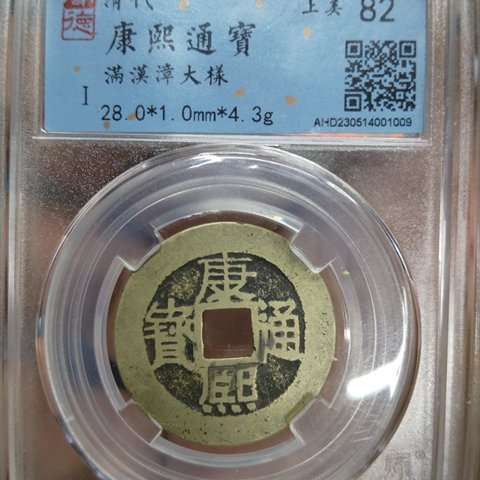 德
清代
上美 82
康熙通寶
滿漢漳大樣
I
28.0*1.0mm*4.3g
AHD230514001009
康熙通寶